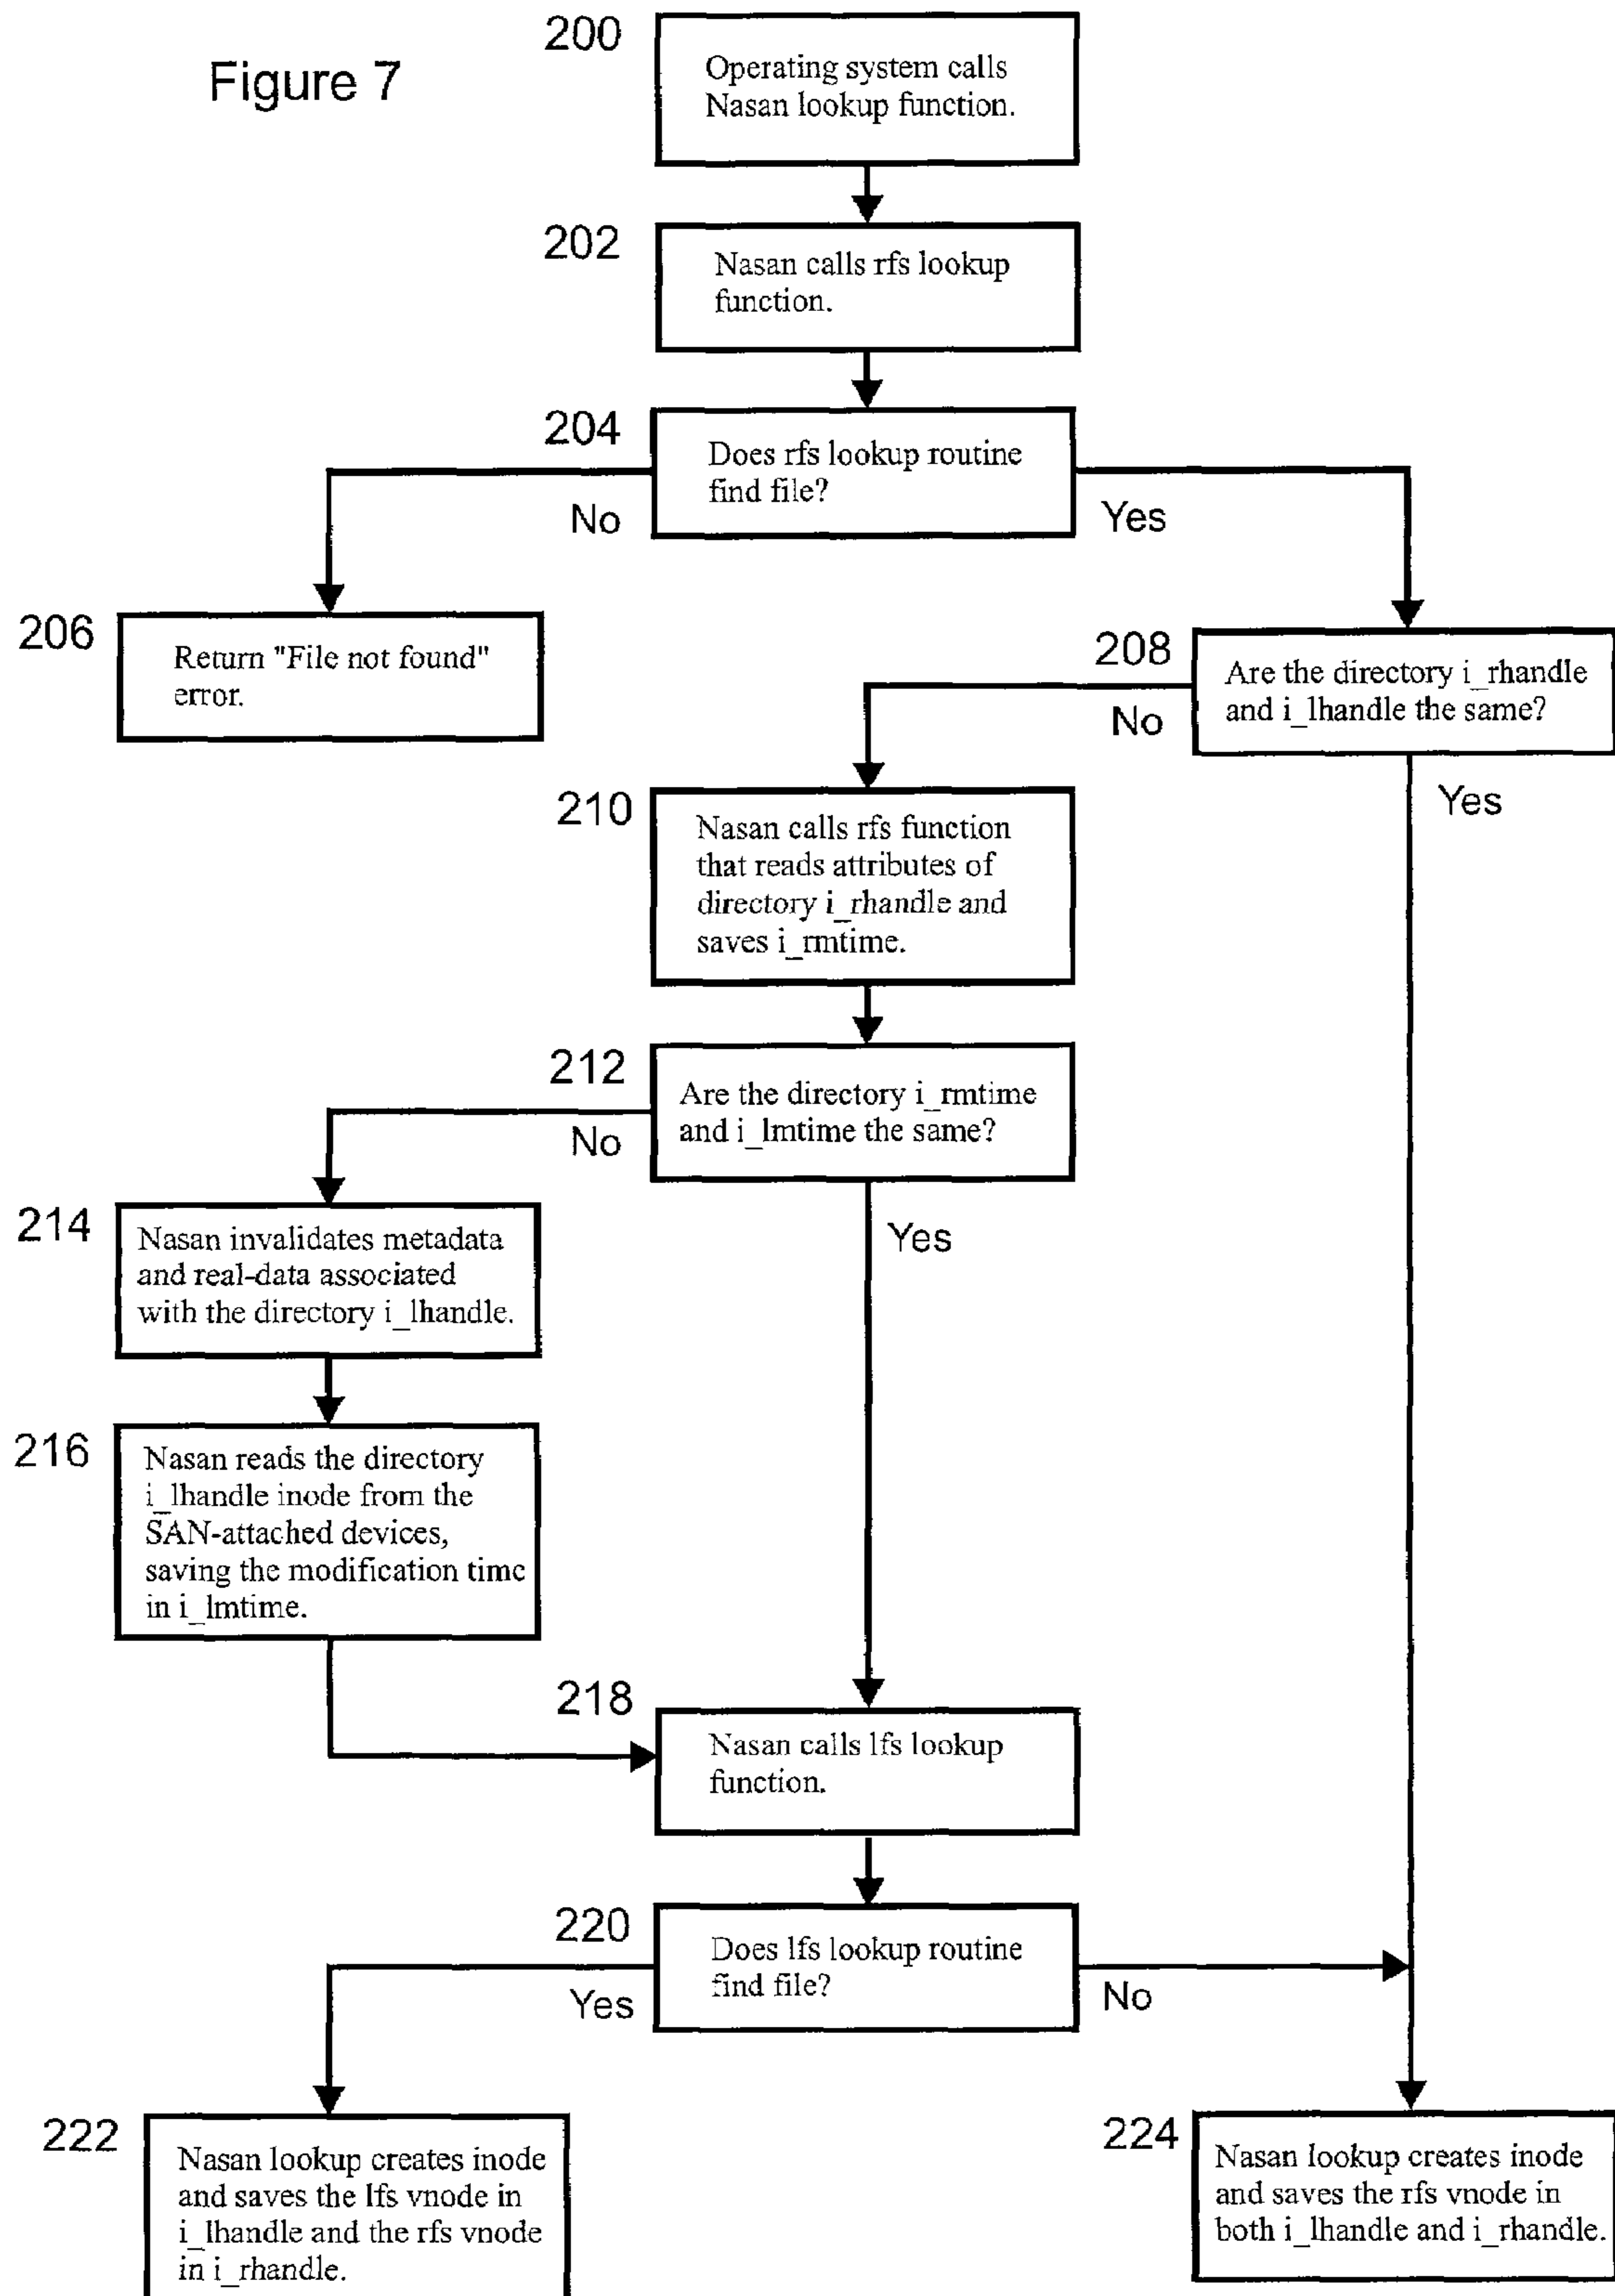 Figure 7
200
Operating system calls
Nasan lookup function.
202
Nasan calls rfs lookup
function.
204
Does rfs lookup routine
find file?
No
Yes
206
Return "File not found"
error.
208
Are the directory i_rhandle
and i_lhandle the same?
No
Yes
210
Nasan calls rfs function
that reads attributes of
directory i_rhandle and
saves i_rmtime.
212
Are the directory i_rmtime
and i_lmtime the same?
No
Yes
214
Nasan invalidates metadata
and real-data associated
with the directory i_lhandle.
216
Nasan reads the directory
i_lhandle inode from the
SAN-attached devices,
saving the modification time
in i_lmtime.
218
Nasan calls lfs lookup
function.
220
Does lfs lookup routine
find file?
Yes
No
222
Nasan lookup creates inode
and saves the lfs vnode in
i_lhandle and the rfs vnode
in i_rhandle.
224
Nasan lookup creates inode
and saves the rfs vnode in
both i_lhandle and i_rhandle.